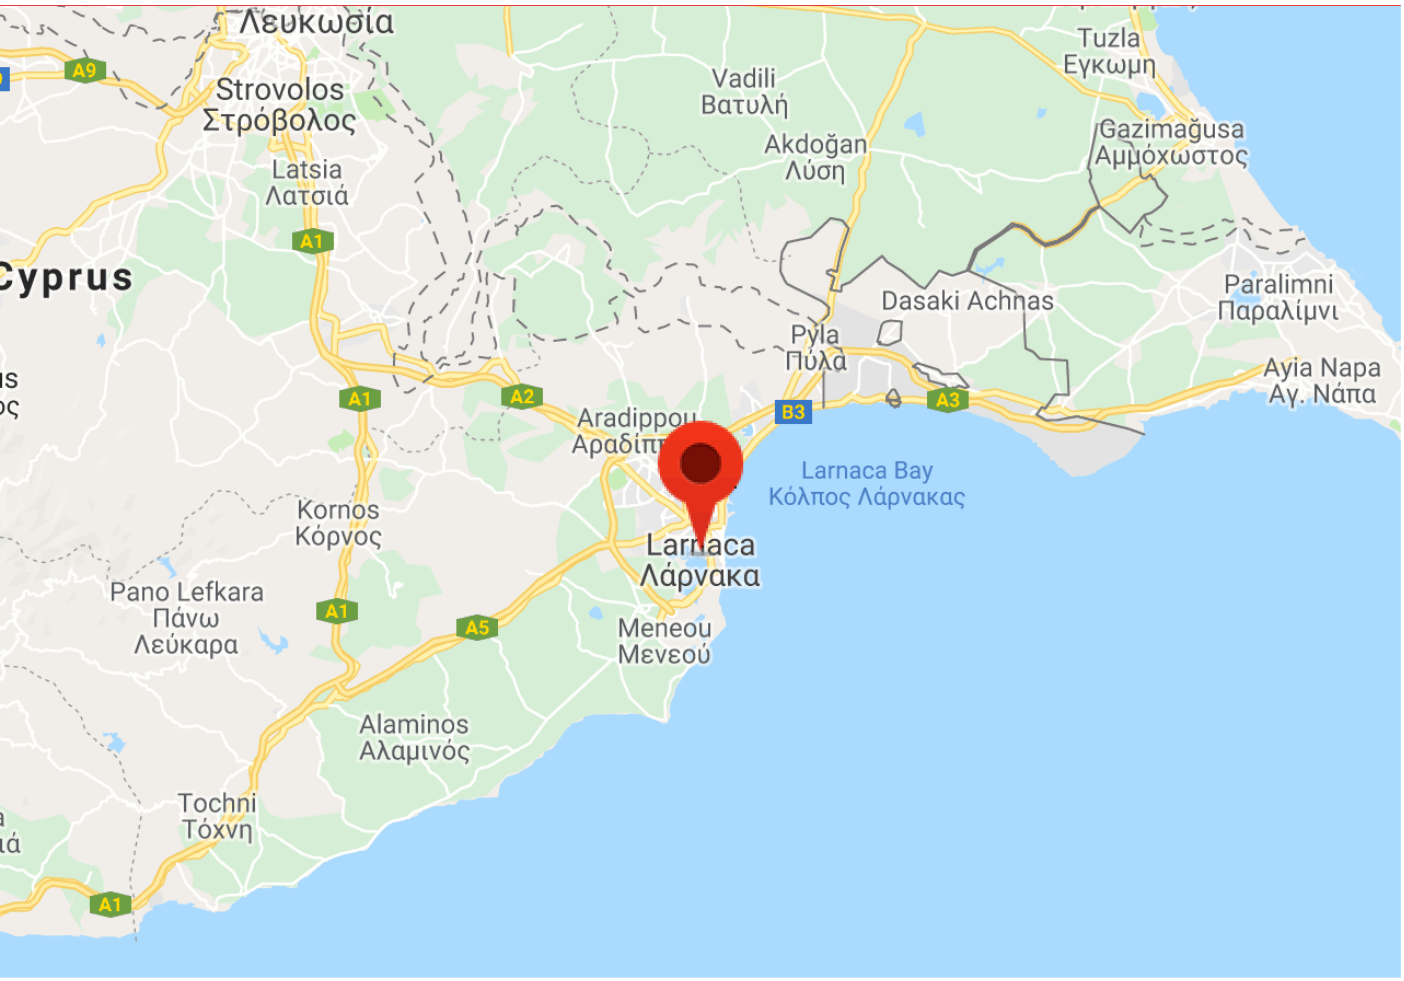 Λευκωσία
Tuzla
Εγκωμη
A9
Strovolos
Στρόβολος
Vadili
Βατυλή
Gazimağusa
Αμμόχωστος
Akdoğan
Λύση
Latsia
Λατσιά
A1
Cyprus
Paralimni
Παραλίμνι
Dasaki Achnas
Pyla
Πύλα
Ayia Napa
Αγ. Νάπα
A1
A2
A3
B3
Aradippou
Larnaca Bay
Κόλπος Λάρνακας
Kornos
Κόρνος
Larnaca
Λάρνακα
Pano Lefkara
Πάνω
Λεύκαρα
A1
A5
Meneou
Μενεού
Alaminos
Αλαμινός
Tochni
Τόχνη
A1